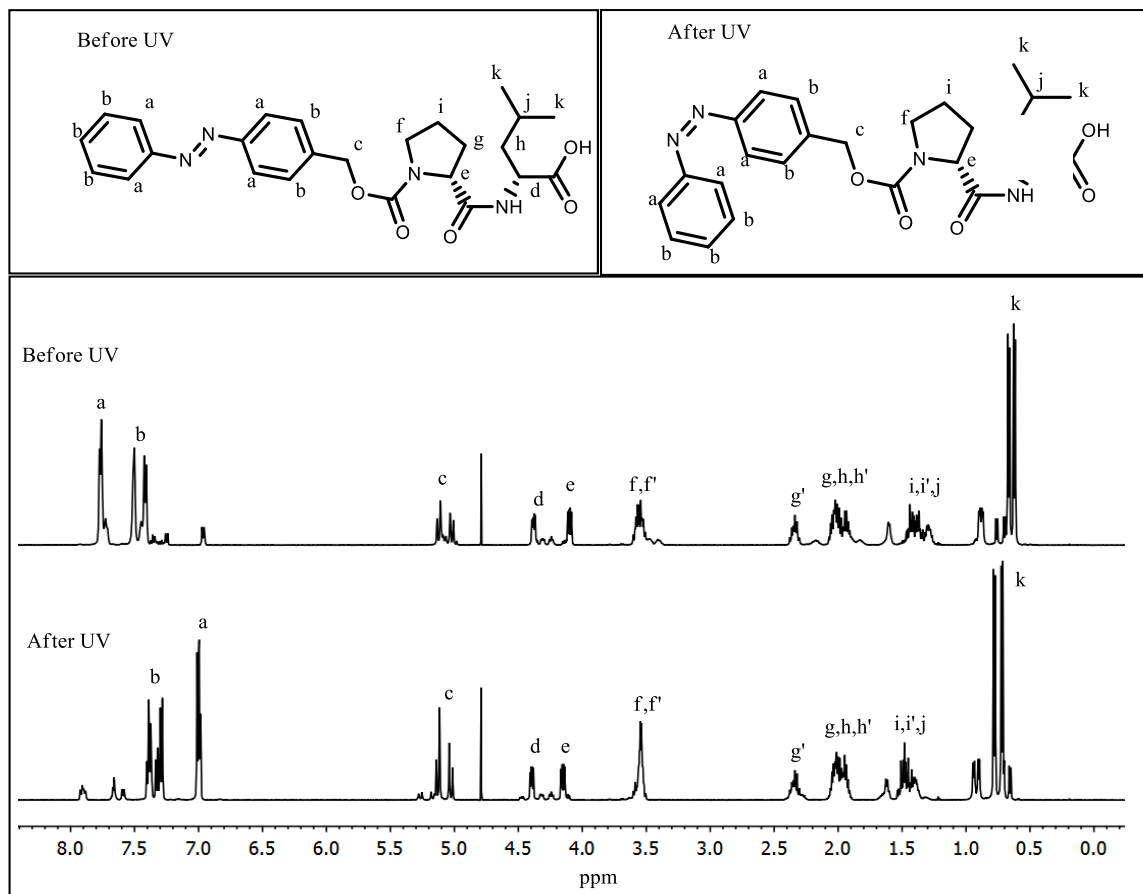 Before UV
After UV
b
a
b
b
a
N
N
a
b
a
b
c
O
O
N
f
i
g
e
O
NH
h
j
k
k
d
OH
O
a
b
N
N
a
b
a
a
b
b
b
c
O
O
N
f
i
e
O
NH
k
j
k
OH
O
Before UV
a
b
c
d
e
f,f'
g'
g,h,h'
i,i',j
k
After UV
b
a
c
d
e
f,f'
g'
g,h,h'
i,i',j
k
8.0 7.5 7.0 6.5 6.0 5.5 5.0 4.5 4.0 3.5 3.0 2.5 2.0 1.5 1.0 0.5 0.0
ppm